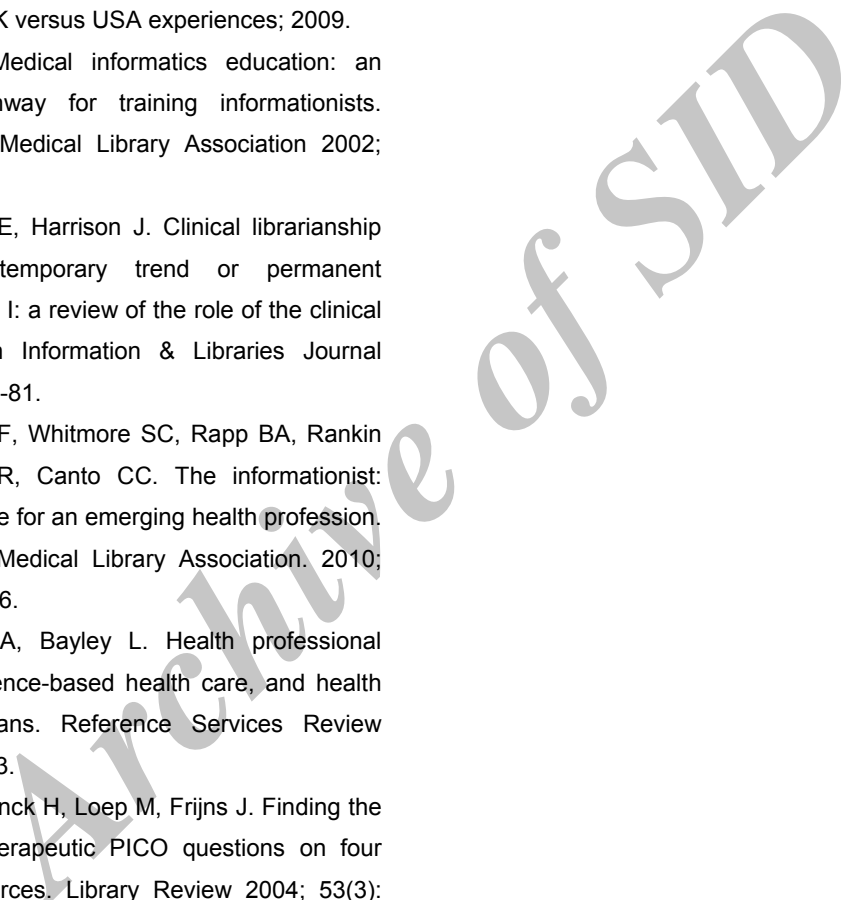 K versus USA experiences; 2009.
Medical informatics education: an
way for training informationists.
Medical Library Association 2002;
E, Harrison J. Clinical librarianship
temporary trend or permanent
I: a review of the role of the clinical
Information & Libraries Journal
-81.
F, Whitmore SC, Rapp BA, Rankin
R, Canto CC. The informationist:
e for an emerging health profession.
Medical Library Association. 2010;
6.
A, Bayley L. Health professional
ence-based health care, and health
ans. Reference Services Review
3.
nck H, Loep M, Frijns J. Finding the
erapeutic PICO questions on four
rces. Library Review 2004; 53(3):
Archive of SID